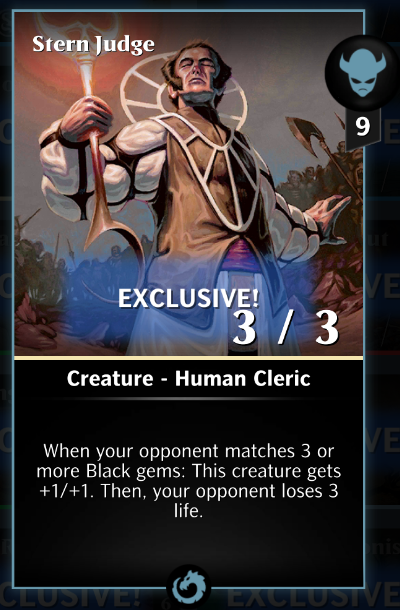 Stern Judge
9
EXCLUSIVE!
3 / 3
Creature - Human Cleric
When your opponent matches 3 or
more Black gems: This creature gets
+1/+1. Then, your opponent loses 3
life.